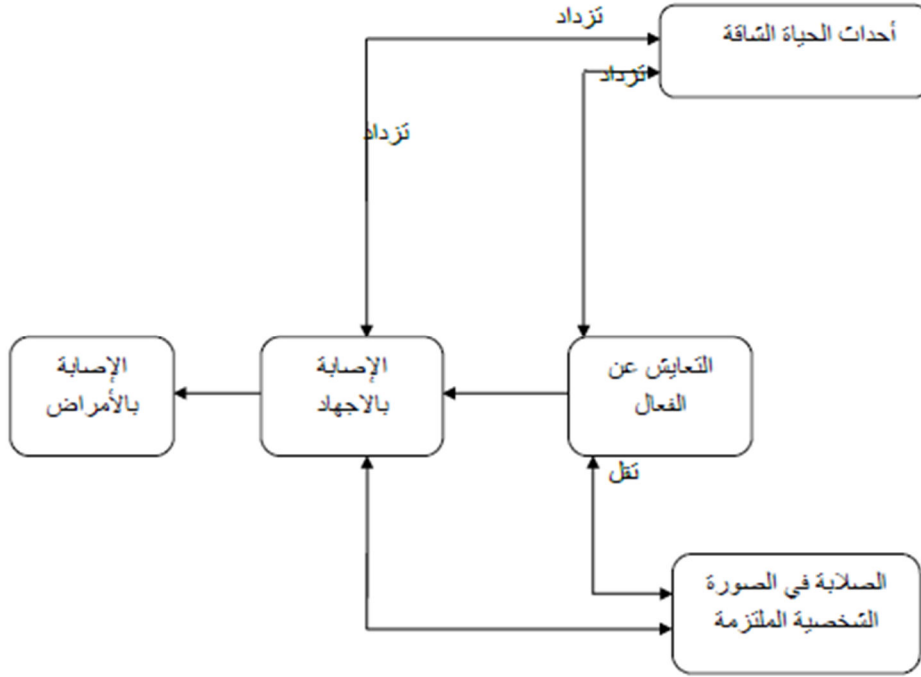 تزداد
أحداث الحياة الشاقة
تزداد
تزداد
التعايش عن
الفعال
الإصابة
بالاجهاد
الإصابة
بالأمراض
تقل
الصلابة في الصورة
الشخصية الملتزمة